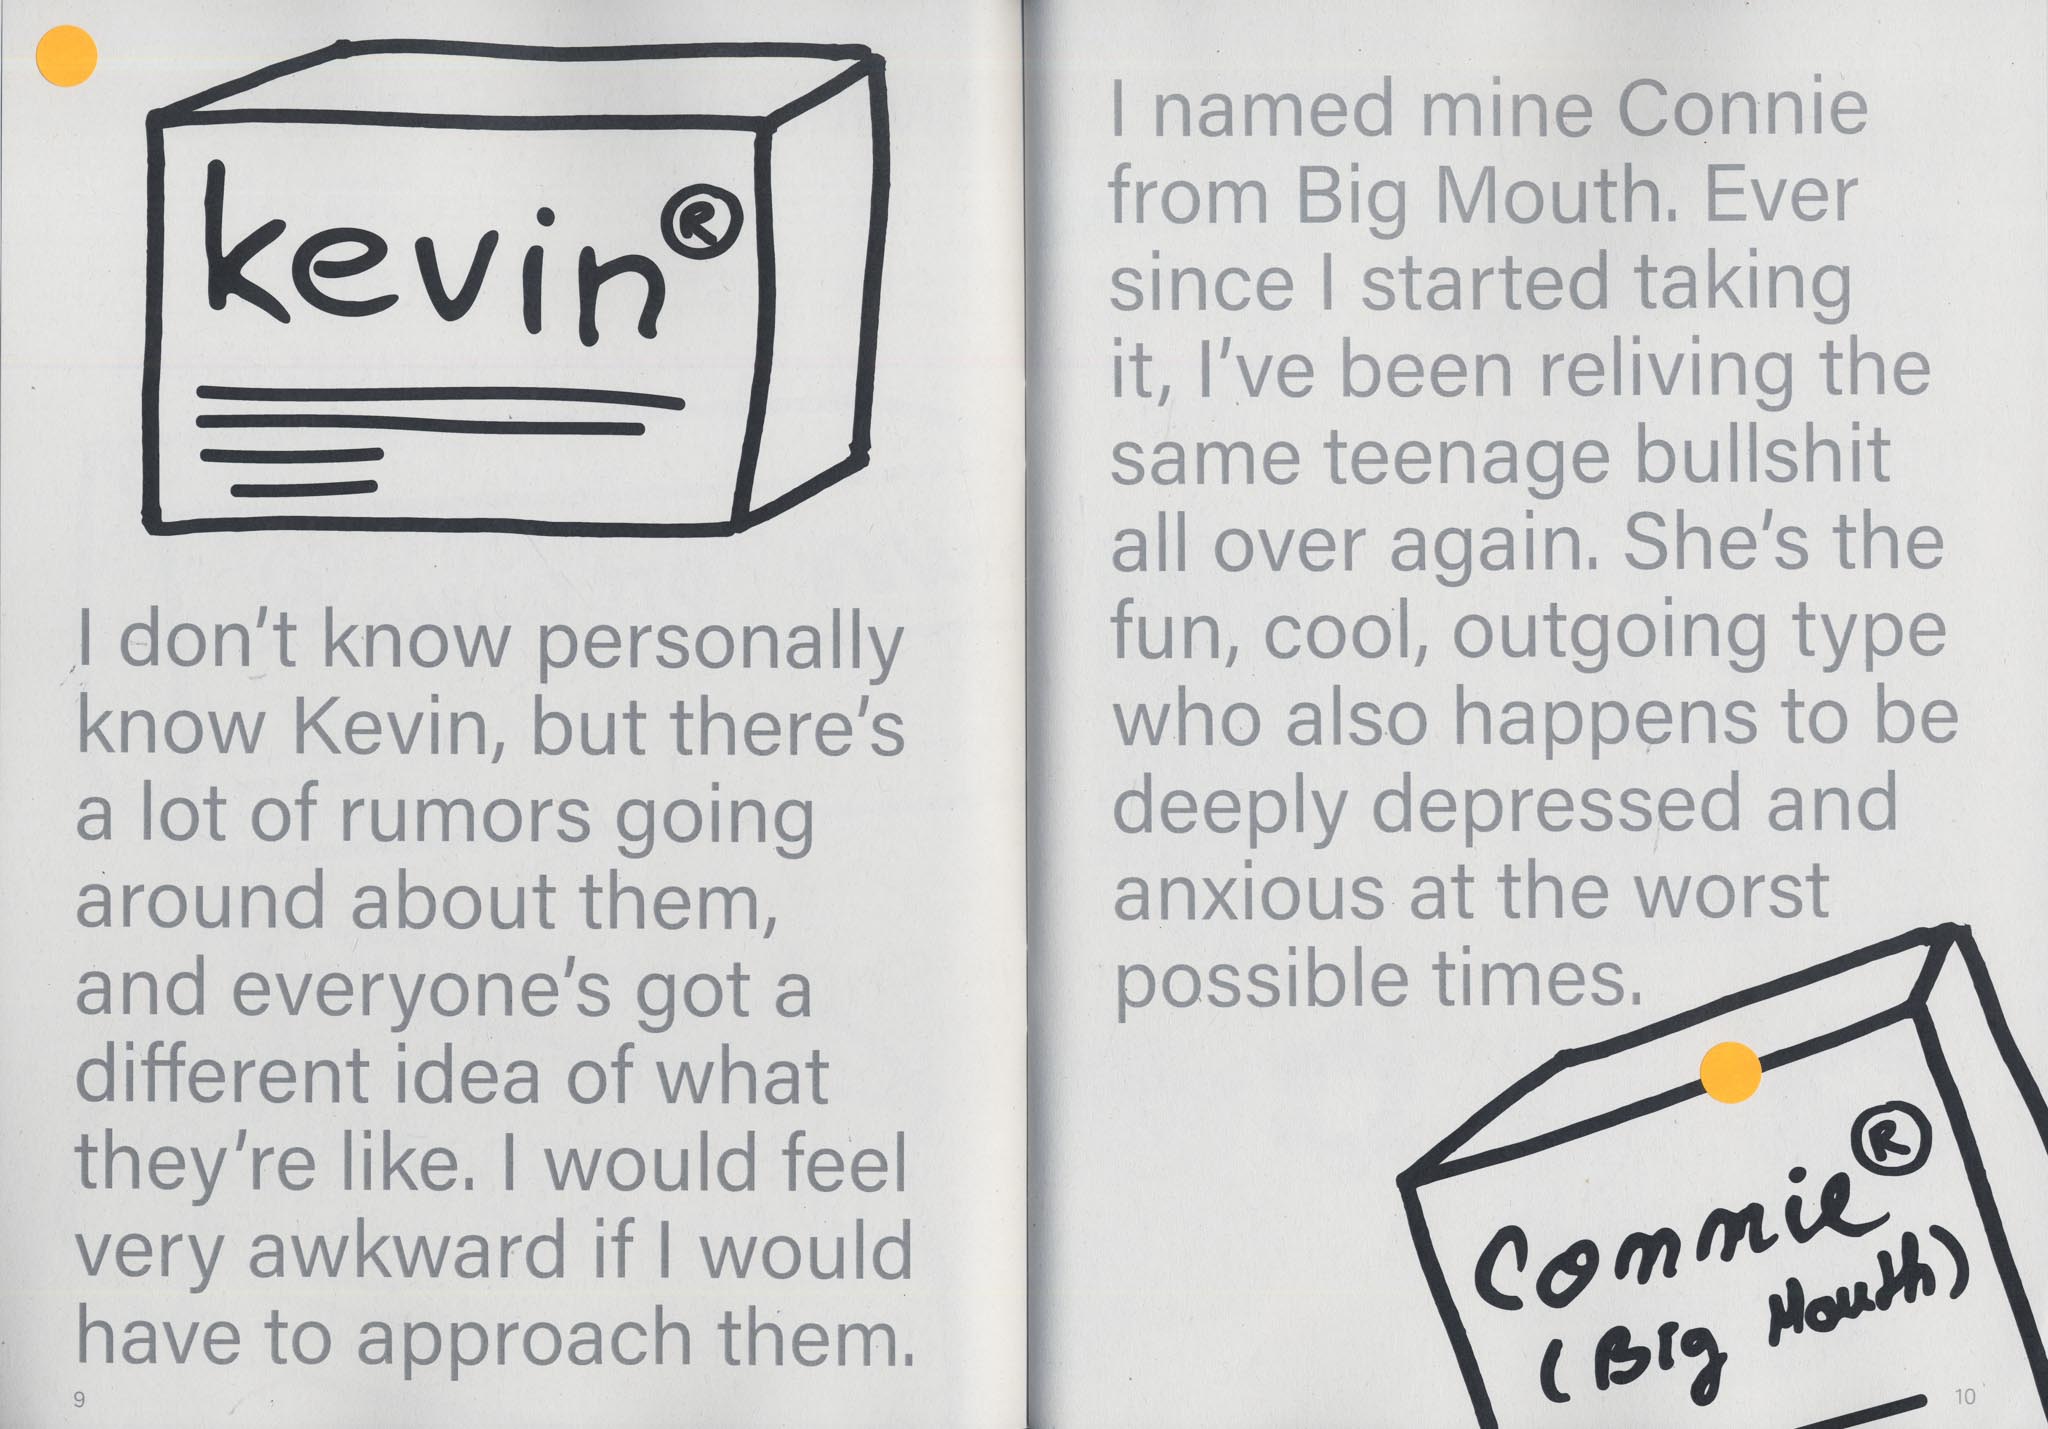 kevin®
I don't know personally
know Kevin, but there's
a lot of rumors going
around about them,
and everyone's got a
different idea of what
they're like. I would feel
very awkward if I would
have to approach them.
9
I named mine Connie
from Big Mouth. Ever
since I started taking
it, I've been reliving the
same teenage bullshit
all over again. She's the
fun, cool, outgoing type
who also happens to be
deeply depressed and
anxious at the worst
possible times.
Connie®
(Big Mouth)
10